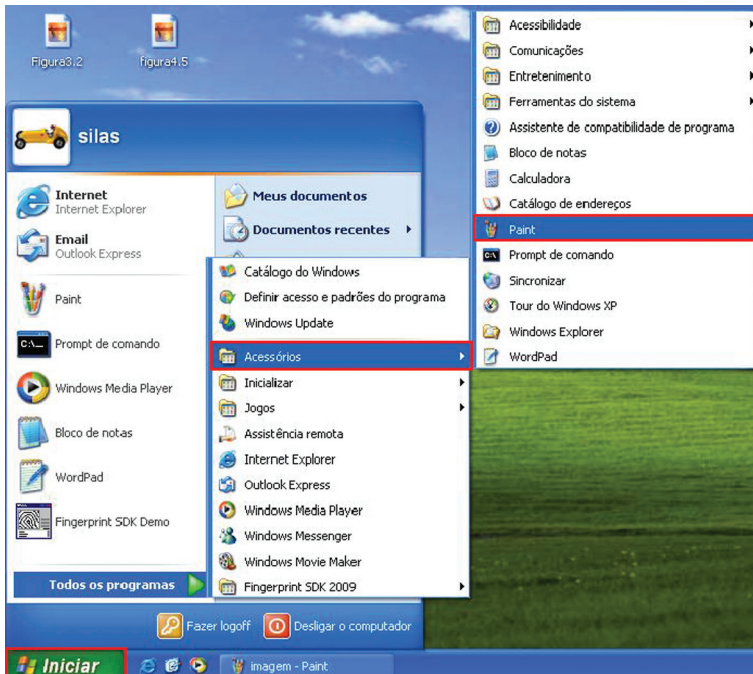 Figura3.2
figura4.5
silas
Internet
Internet Explorer
Email
Outlook Express
Paint
Prompt de comando
Windows Media Player
Bloco de notas
WordPad
Fingerprint SDK Demo
Todos os programas
Meus documentos
Documentos recentes
Catálogo do Windows
Definir acesso e padrões do programa
Windows Update
Acessórios
Inicializar
Jogos
Assistência remota
Internet Explorer
Outlook Express
Windows Media Player
Windows Messenger
Windows Movie Maker
Fingerprint SDK 2009
Acessibilidade
Comunicações
Entretenimento
Ferramentas do sistema
Assistente de compatibilidade de programa
Bloco de notas
Calculadora
Catálogo de endereços
Paint
Prompt de comando
Sincronizar
Tour do Windows XP
Windows Explorer
WordPad
Fazer logoff
Desligar o computador
Iniciar
imagem - Paint